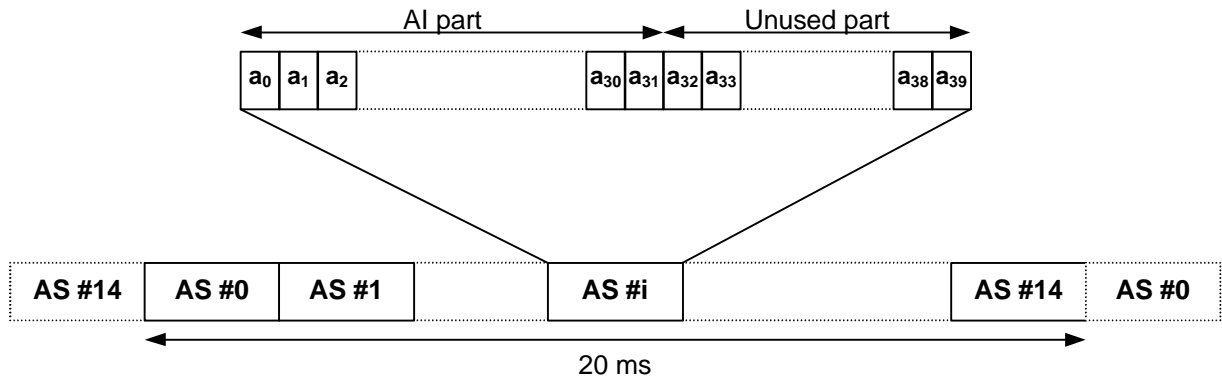 AI part Unused part
a₀ a₁ a₂ a₃₀ a₃₁ a₃₂ a₃₃ a₃₈ a₃₉
AS #14 AS #0 AS #1 AS #i AS #14 AS #0
20 ms